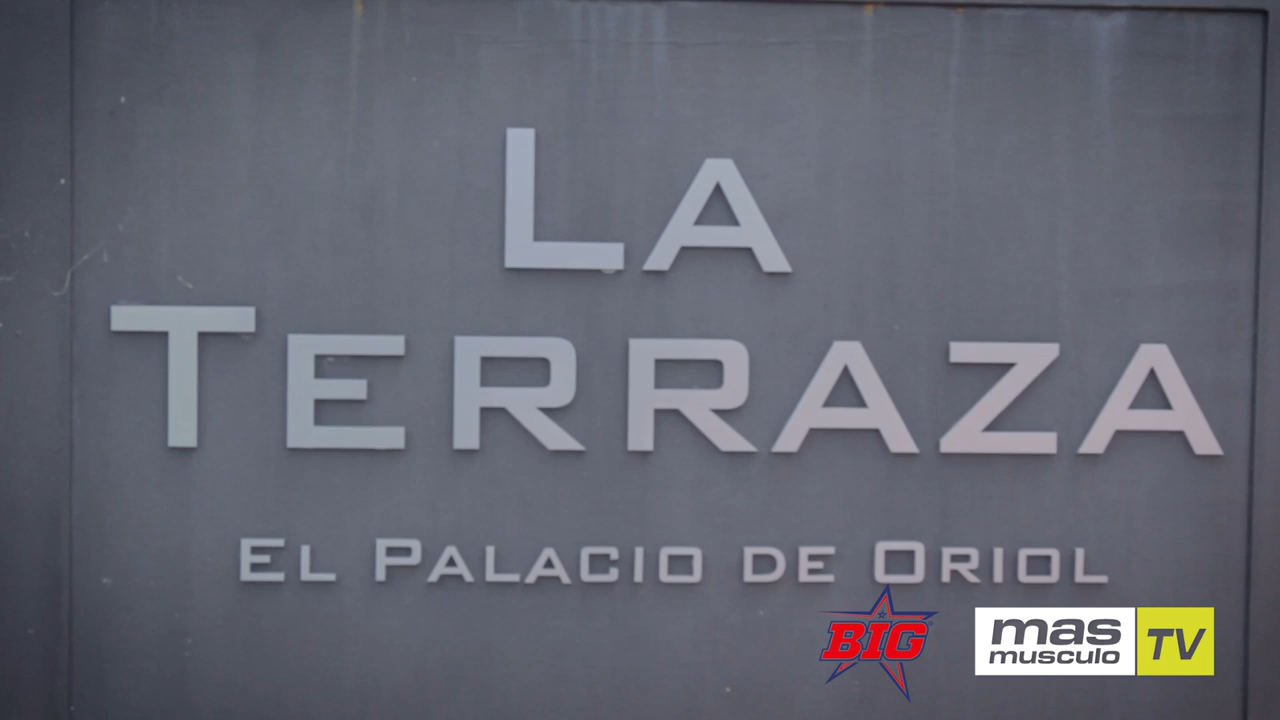 LA
TERRAZA
EL PALACIO DE ORIOL
BIG
mas
musculo
TV